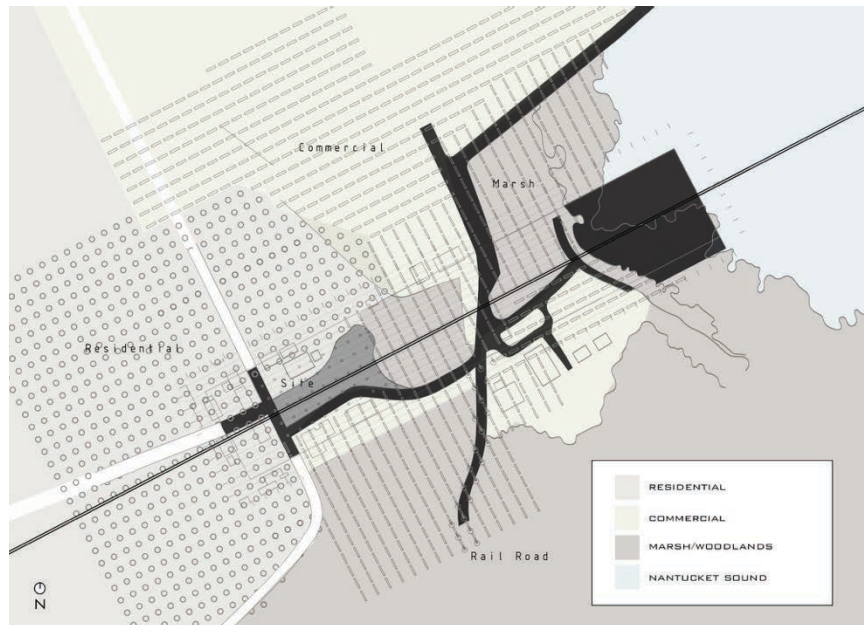 Commercial
Marsh
Residential
Site
Rail Road
RESIDENTIAL
COMMERCIAL
MARSH/WOODLANDS
NANTUCKET SOUND
N